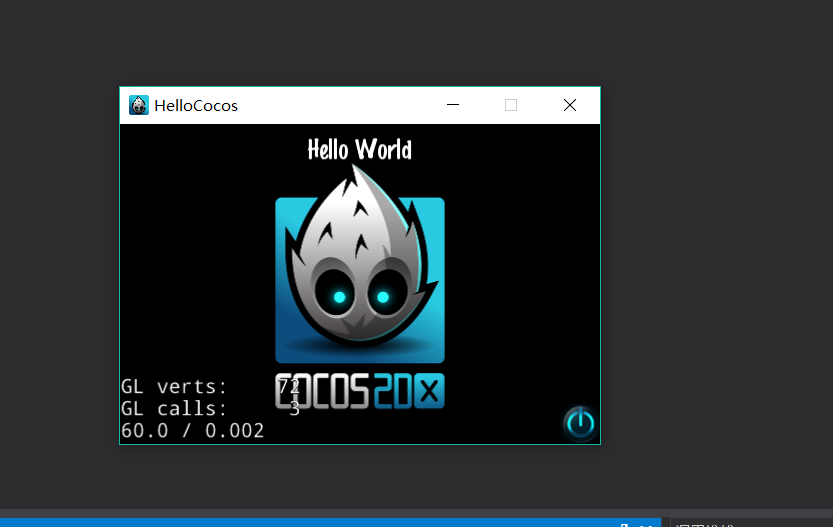 HelloCocos
Hello World
COCOS2DX
GL verts: 72
GL calls: 3
60.0 / 0.002